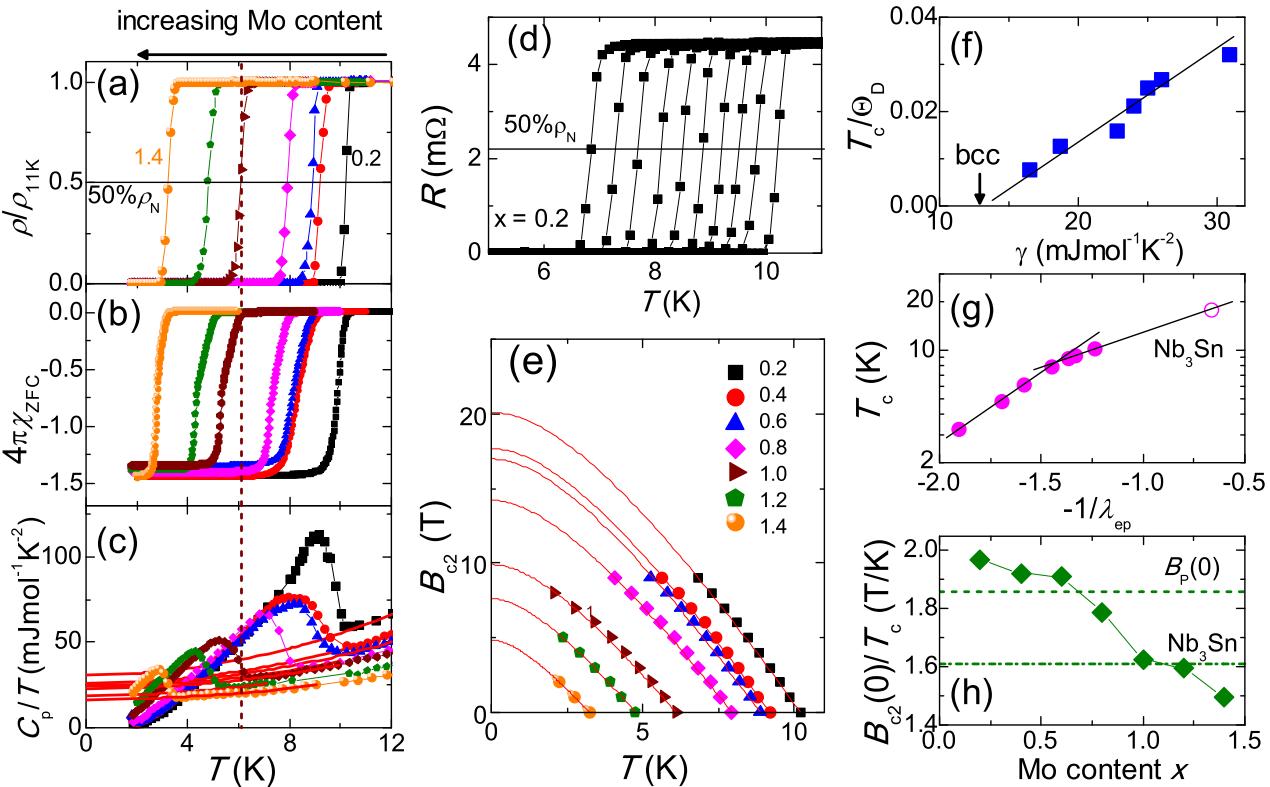 increasing Mo content
(a)
1.0
0.5
0.0
ρ/ρ11K
1.4
0.2
50%ρN
(b)
0.0
-0.5
-1.0
-1.5
4πχZFC
(c)
100
50
0
Cp/T (mJmol-1K-2)
0 4 8 12
T (K)
(d)
4
2
0
R (mΩ)
50%ρN
x = 0.2
6 8 10
T (K)
(e)
20
10
0
Bc2 (T)
0.2
0.4
0.6
0.8
1.0
1.2
1.4
1
0 5 10
T (K)
(f)
0.04
0.02
0.00
Tc/ΘD
bcc
10 20 30
γ (mJmol-1K-2)
(g)
20
10
2
Tc (K)
Nb3Sn
-2.0 -1.5 -1.0 -0.5
-1/λep
(h)
2.0
1.8
1.6
1.4
Bc2(0)/Tc (T/K)
BP(0)
Nb3Sn
0.0 0.5 1.0 1.5
Mo content x